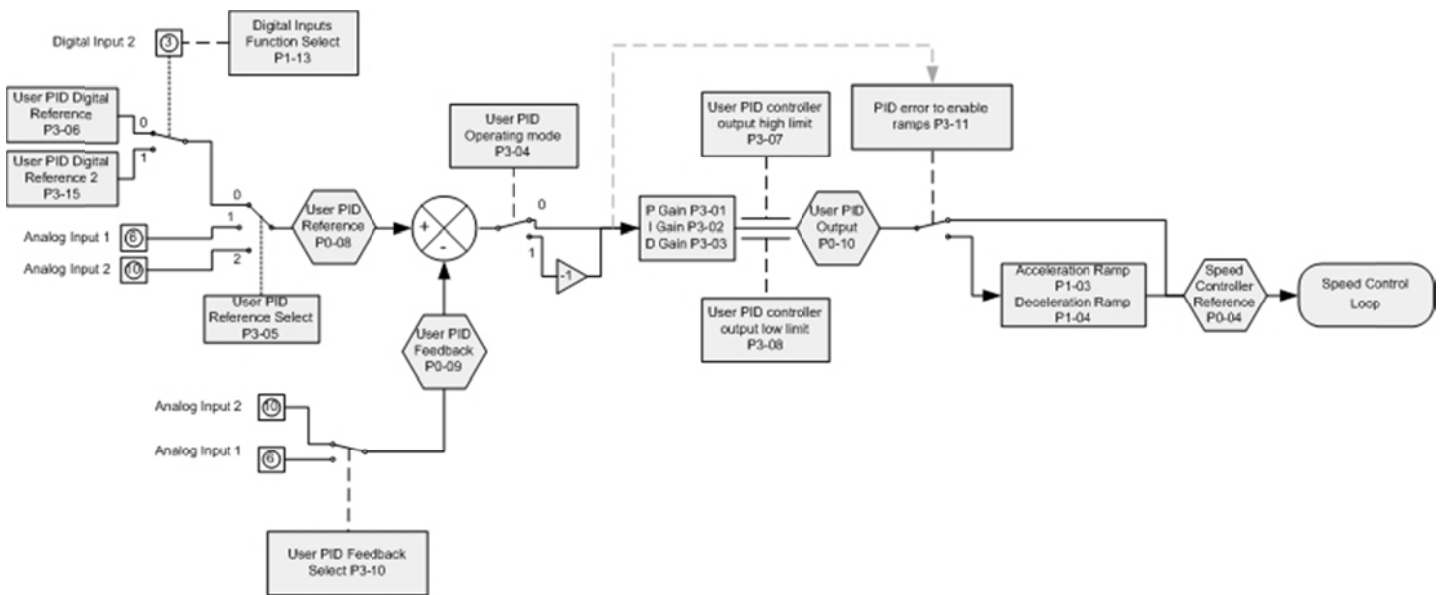 Digital Input 2
3
Digital Inputs
Function Select
P1-13
User PID Digital
Reference
P3-06
0
1
User PID Digital
Reference 2
P3-15
0
1
2
Analog Input 1
6
Analog Input 2
10
User PID
Reference Select
P3-05
User PID
Reference
P0-08
+
-
User PID
Feedback
P0-09
Analog Input 2
10
Analog Input 1
6
User PID Feedback
Select P3-10
User PID
Operating mode
P3-04
0
1
-1
P Gain P3-01
I Gain P3-02
D Gain P3-03
User PID controller
output high limit
P3-07
User PID controller
output low limit
P3-08
User PID
Output
P0-10
PID error to enable
ramps P3-11
Acceleration Ramp
P1-03
Deceleration Ramp
P1-04
Speed
Controller
Reference
P0-04
Speed Control
Loop